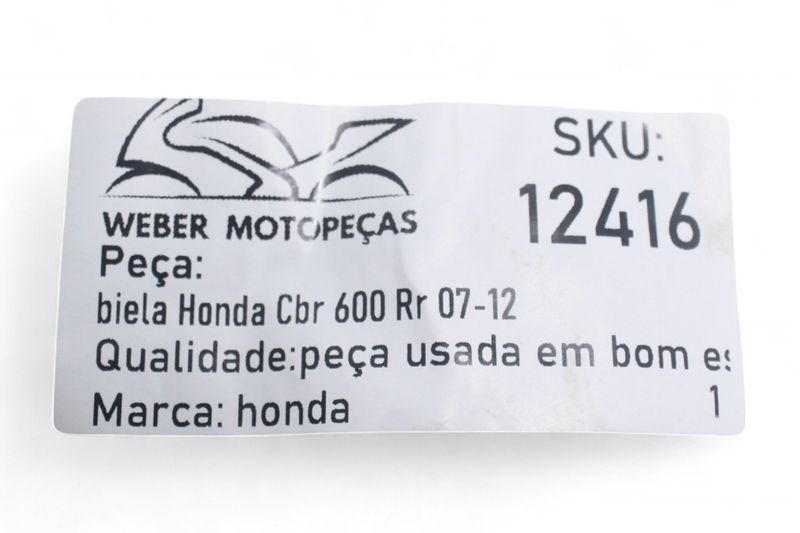 WEBER MOTOPEÇAS
SKU:
12416
Peça:
biela Honda Cbr 600 Rr 07-12
Qualidade:peça usada em bom es
Marca: honda
1